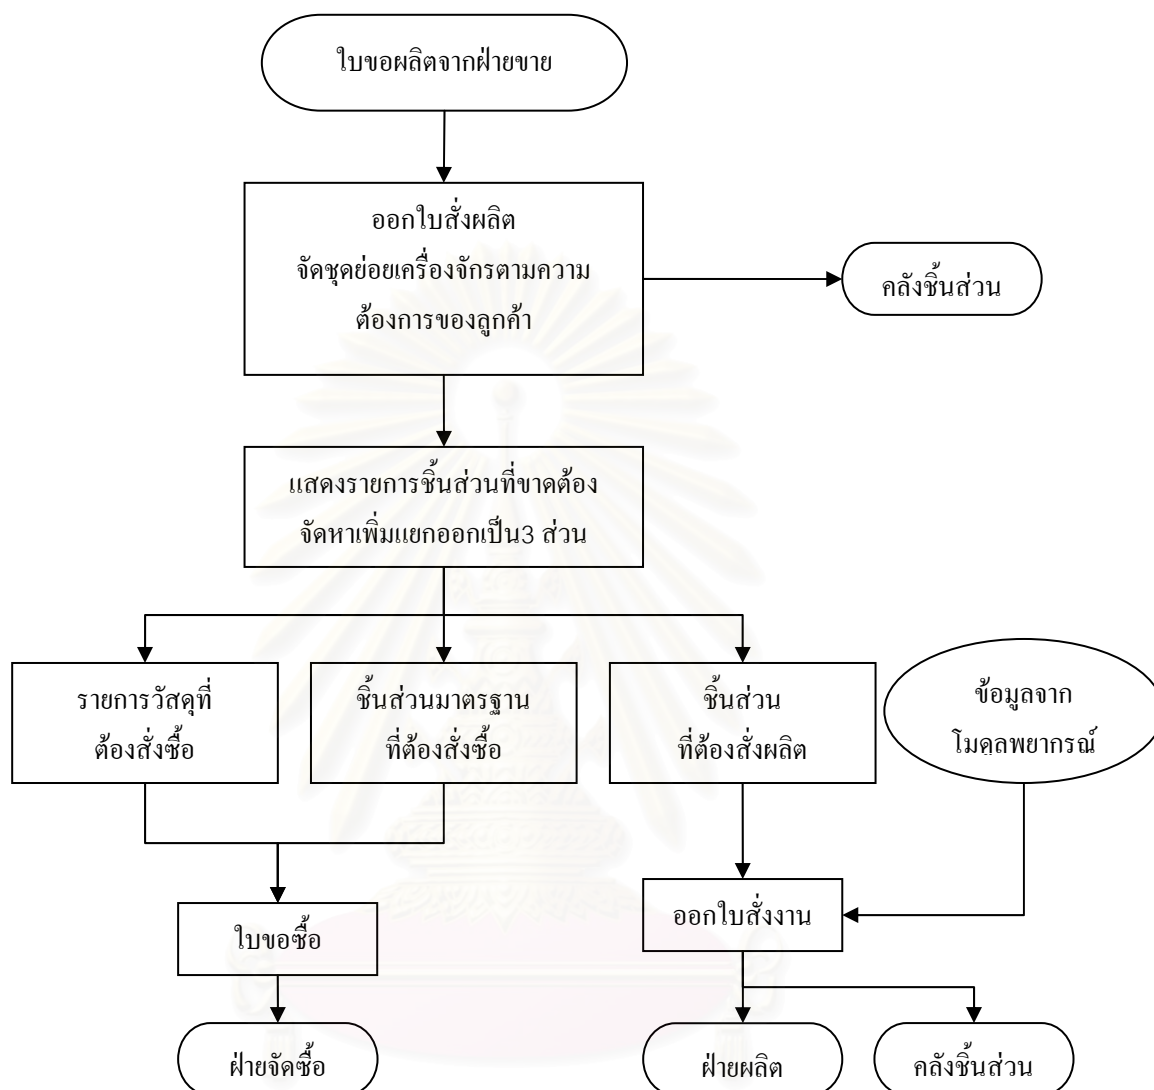 ใบขอผลิตจากฝ่ายขาย
ออกใบสั่งผลิต
จัดชุดย่อยเครื่องจักรตามความ
ต้องการของลูกค้า
คลังชิ้นส่วน
แสดงรายการชิ้นส่วนที่ขาดต้อง
จัดหาเพิ่มแยกออกเป็น3 ส่วน
รายการวัสดุที่
ต้องสั่งซื้อ
ชิ้นส่วนมาตรฐาน
ที่ต้องสั่งซื้อ
ชิ้นส่วน
ที่ต้องสั่งผลิต
ข้อมูลจาก
โมดูลพยากรณ์
ออกใบสั่งงาน
ใบขอซื้อ
ฝ่ายจัดซื้อ
ฝ่ายผลิต
คลังชิ้นส่วน